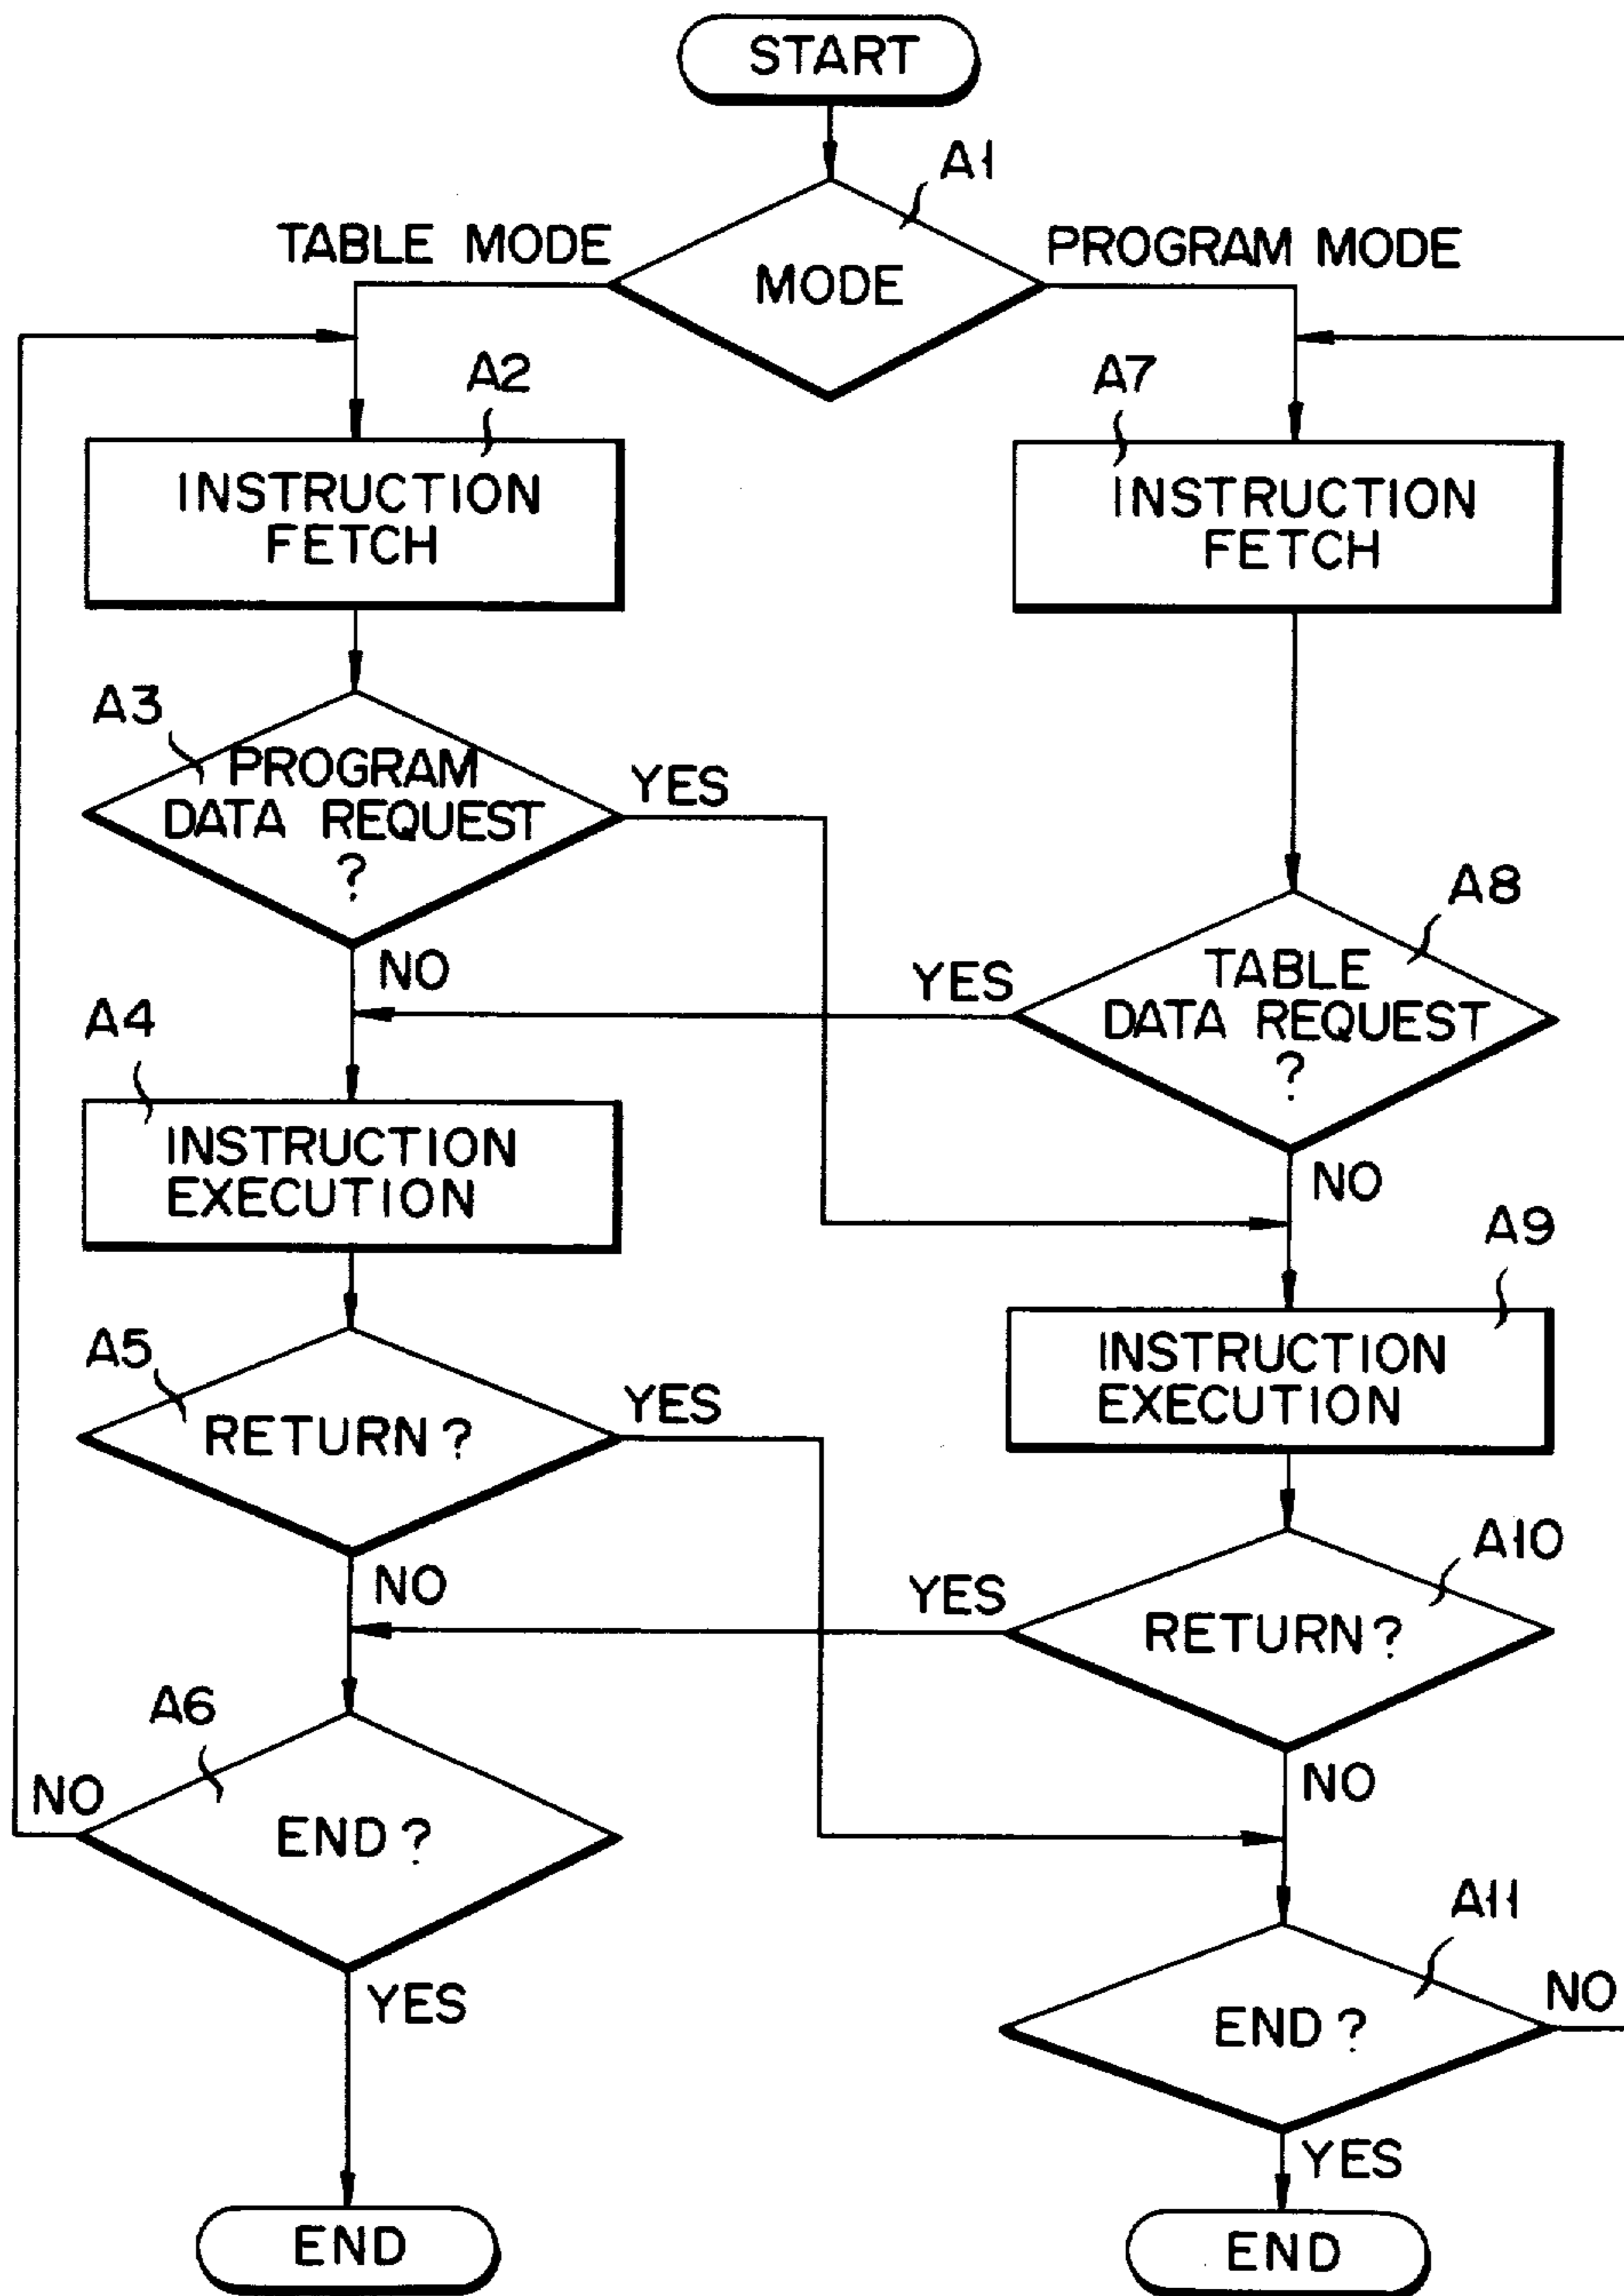 START
A1
TABLE MODE
PROGRAM MODE
MODE
A2
A7
INSTRUCTION
FETCH
INSTRUCTION
FETCH
A3
PROGRAM
DATA REQUEST
?
YES
NO
A8
YES
TABLE
DATA REQUEST
?
NO
A4
INSTRUCTION
EXECUTION
A9
INSTRUCTION
EXECUTION
A5
RETURN?
YES
NO
A10
YES
RETURN?
NO
A6
NO
END?
YES
A11
END?
NO
YES
END
END